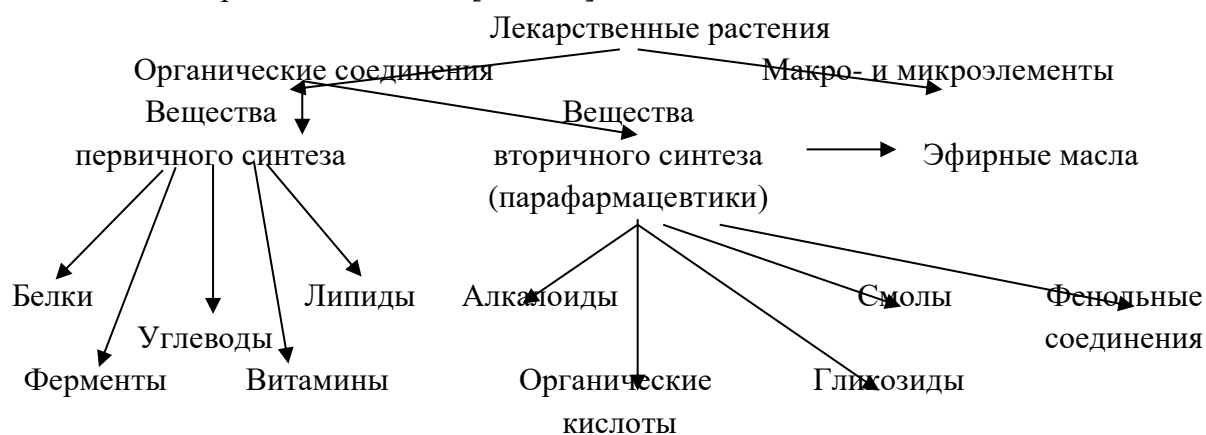 Лекарственные растения
Органические соединения Макро- и микроэлементы
Вещества Вещества
первичного синтеза вторичного синтеза Эфирные масла
(парафармацевтики)
Белки Липиды Алкалоиды Смолы Фенольные
Углеводы соединения
Ферменты Витамины Органические Гликозиды
кислоты